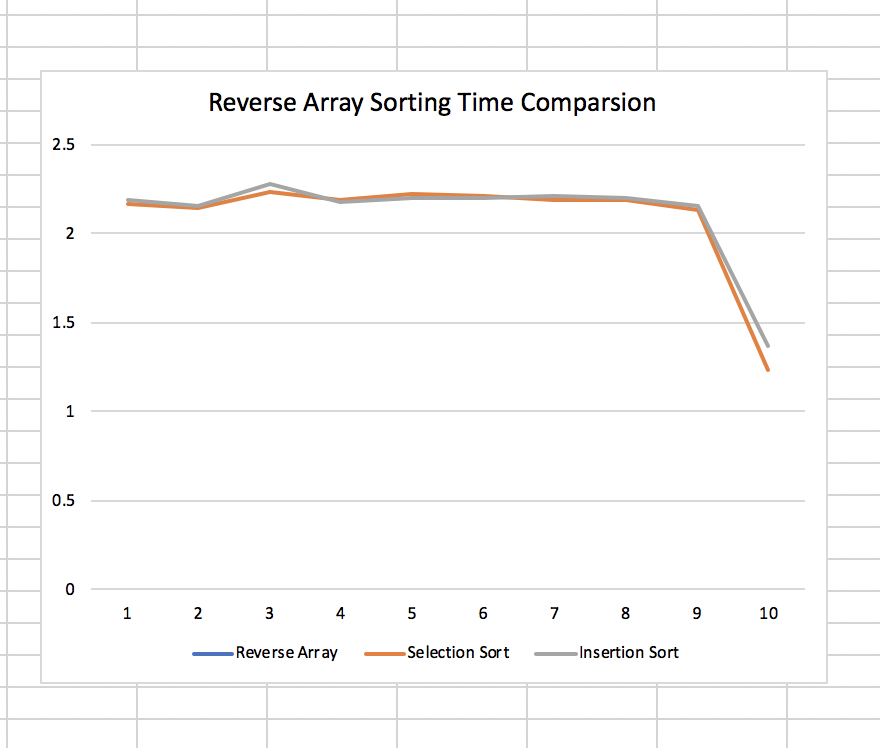 Reverse Array Sorting Time Comparsion
2.5
2
1.5
1
0.5
0
1 2 3 4 5 6 7 8 9 10
Reverse Array Selection Sort Insertion Sort